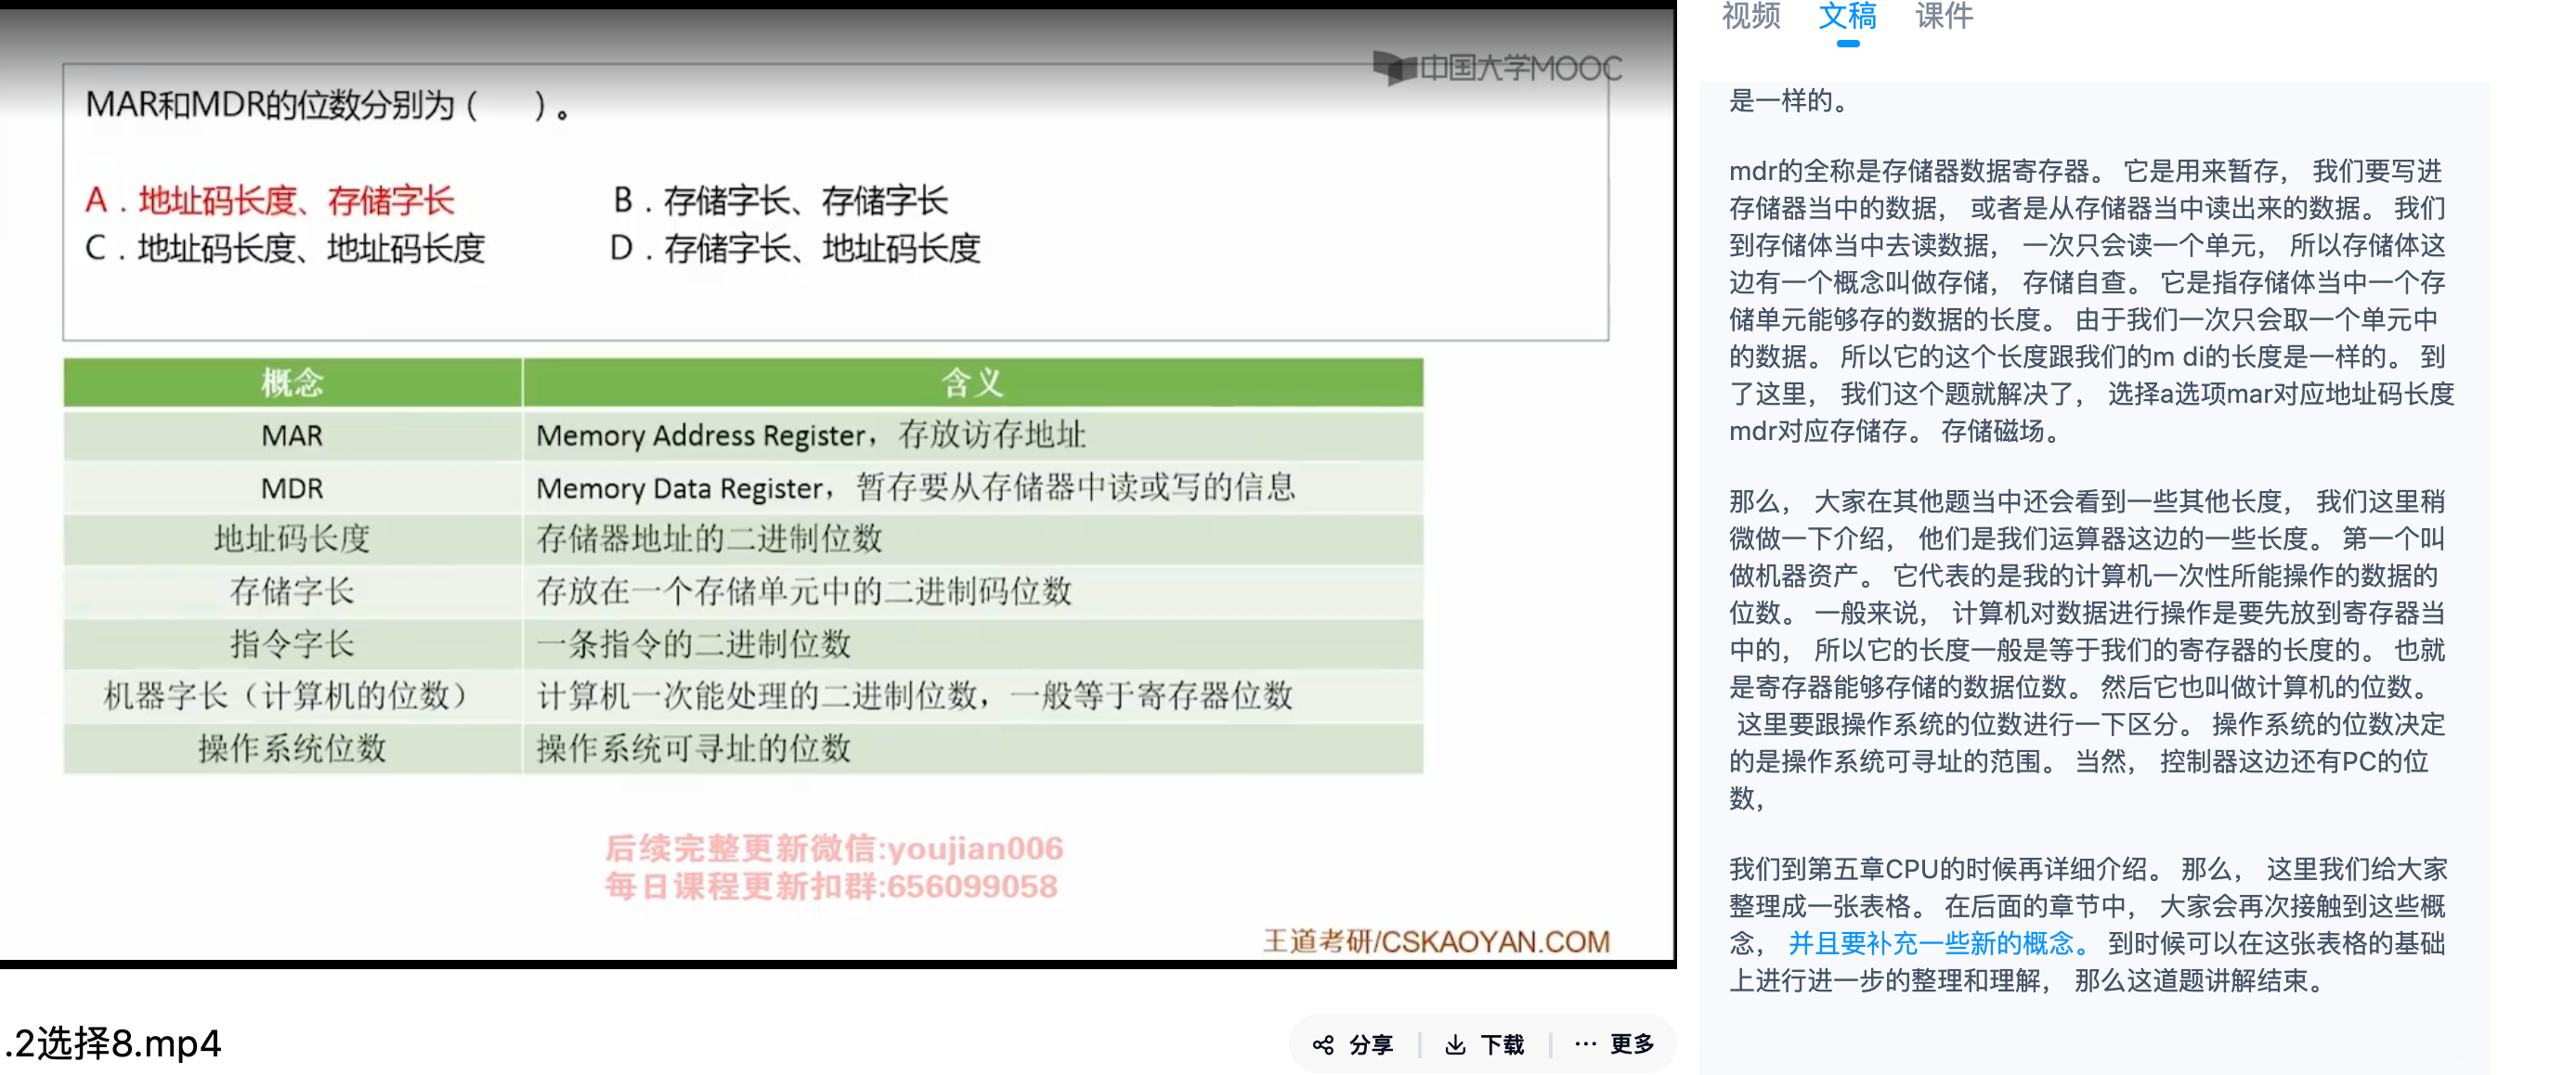 中国大学MOOC
MAR和MDR的位数分别为（　　）。
A．地址码长度、存储字长
B．存储字长、存储字长
C．地址码长度、地址码长度
D．存储字长、地址码长度
概念 含义
MAR Memory Address Register，存放访存地址
MDR Memory Data Register，暂存要从存储器中读或写的信息
地址码长度 存储器地址的二进制位数
存储字长 存放在一个存储单元中的二进制码位数
指令字长 一条指令的二进制位数
机器字长（计算机的位数） 计算机一次能处理的二进制位数，一般等于寄存器位数
操作系统位数 操作系统可寻址的位数
后续完整更新微信:youjian006
每日课程更新扣群:656099058
王道考研/CSKAOYAN.COM
.2选择8.mp4
分享
下载
··· 更多
视频 文稿 课件
是一样的。
mdr的全称是存储器数据寄存器。 它是用来暂存， 我们要写进
存储器当中的数据， 或者是从存储器当中读出来的数据。 我们
到存储体当中去读数据， 一次只会读一个单元， 所以存储体这
边有一个概念叫做存储， 存储自查。 它是指存储体当中一个存
储单元能够存的数据的长度。 由于我们一次只会取一个单元中
的数据。 所以它的这个长度跟我们的m di的长度是一样的。 到
了这里， 我们这个题就解决了， 选择a选项mar对应地址码长度
mdr对应存储存。 存储磁场。
那么， 大家在其他题当中还会看到一些其他长度， 我们这里稍
微做一下介绍， 他们是我们运算器这边的一些长度。 第一个叫
做机器资产。 它代表的是我的计算机一次性所能操作的数据的
位数。 一般来说， 计算机对数据进行操作是要先放到寄存器当
中的， 所以它的长度一般是等于我们的寄存器的长度的。 也就
是寄存器能够存储的数据位数。 然后它也叫做计算机的位数。
这里要跟操作系统的位数进行一下区分。 操作系统的位数决定
的是操作系统可寻址的范围。 当然， 控制器这边还有PC的位
数，
我们到第五章CPU的时候再详细介绍。 那么， 这里我们给大家
整理成一张表格。 在后面的章节中， 大家会再次接触到这些概
念， 并且要补充一些新的概念。 到时候可以在这张表格的基础
上进行进一步的整理和理解， 那么这道题讲解结束。